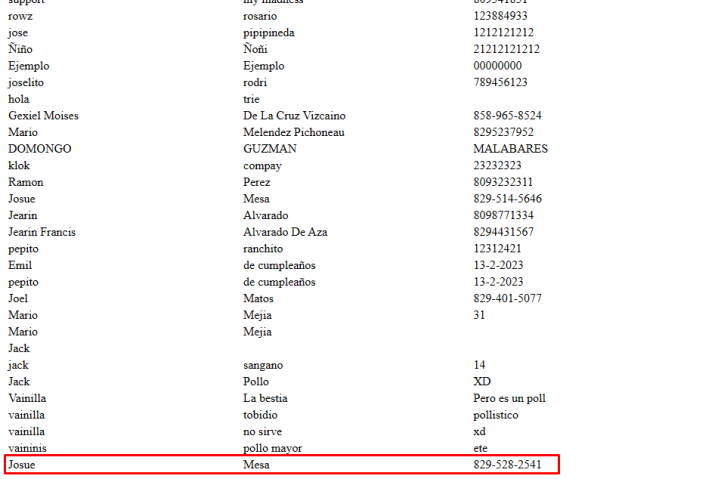 support my madness 809541851
rowz rosario 123884933
jose pipipineda 1212121212
Ñiño Ñoñi 21212121212
Ejemplo Ejemplo 00000000
joselito rodri 789456123
hola trie
Gexiel Moises De La Cruz Vizcaino 858-965-8524
Mario Melendez Pichoneau 8295237952
DOMONGO GUZMAN MALABARES
klok compay 23232323
Ramon Perez 8093232311
Josue Mesa 829-514-5646
Jearin Alvarado 8098771334
Jearin Francis Alvarado De Aza 8294431567
pepito ranchito 12312421
Emil de cumpleaños 13-2-2023
pepito de cumpleaños 13-2-2023
Joel Matos 829-401-5077
Mario Mejia 31
Mario Mejia
Jack
jack sangano 14
Jack Pollo XD
Vainilla La bestia Pero es un poll
vainilla tobidio pollistico
vainilla no sirve xd
vaininis pollo mayor ete
Josue Mesa 829-528-2541